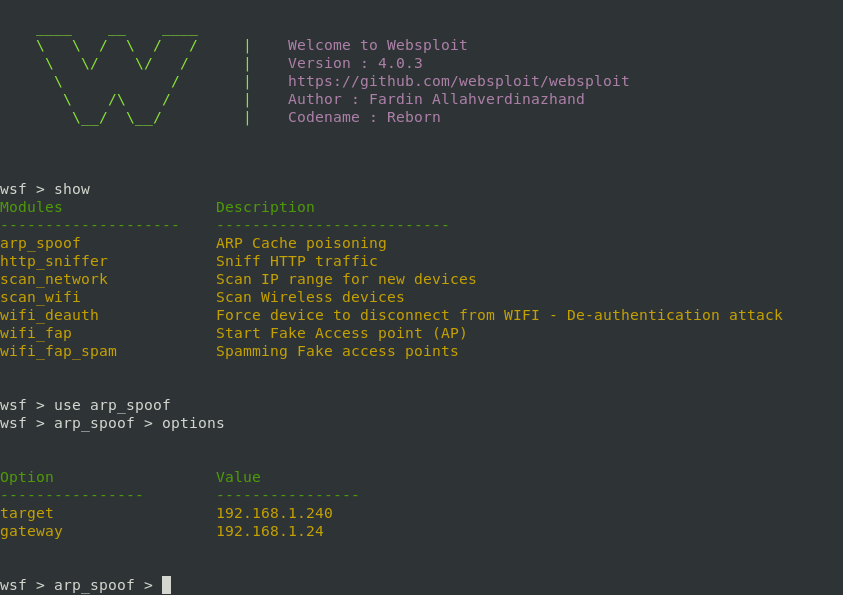 Welcome to Websploit
Version : 4.0.3
https://github.com/websploit/websploit
Author : Fardin Allahverdinazhand
Codename : Reborn
wsf > show
Modules Description
-------------------- --------------------------
arp_spoof ARP Cache poisoning
http_sniffer Sniff HTTP traffic
scan_network Scan IP range for new devices
scan_wifi Scan Wireless devices
wifi_deauth Force device to disconnect from WIFI - De-authentication attack
wifi_fap Start Fake Access point (AP)
wifi_fap_spam Spamming Fake access points
wsf > use arp_spoof
wsf > arp_spoof > options
Option Value
---------------- ----------------
target 192.168.1.240
gateway 192.168.1.24
wsf > arp_spoof >